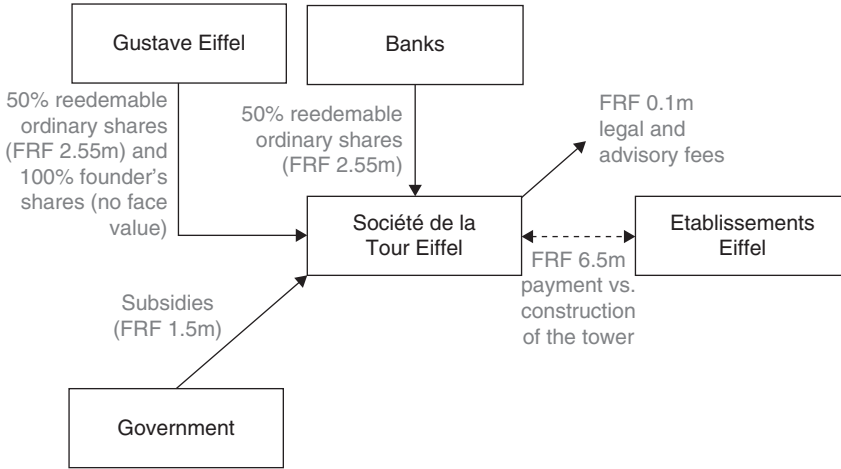 Gustave Eiffel
Banks
50% reedemable
ordinary shares
(FRF 2.55m) and
100% founder's
shares (no face
value)
50% reedemable
ordinary shares
(FRF 2.55m)
FRF 0.1m
legal and
advisory fees
Société de la
Tour Eiffel
Etablissements
Eiffel
FRF 6.5m
payment vs.
construction
of the tower
Subsidies
(FRF 1.5m)
Government